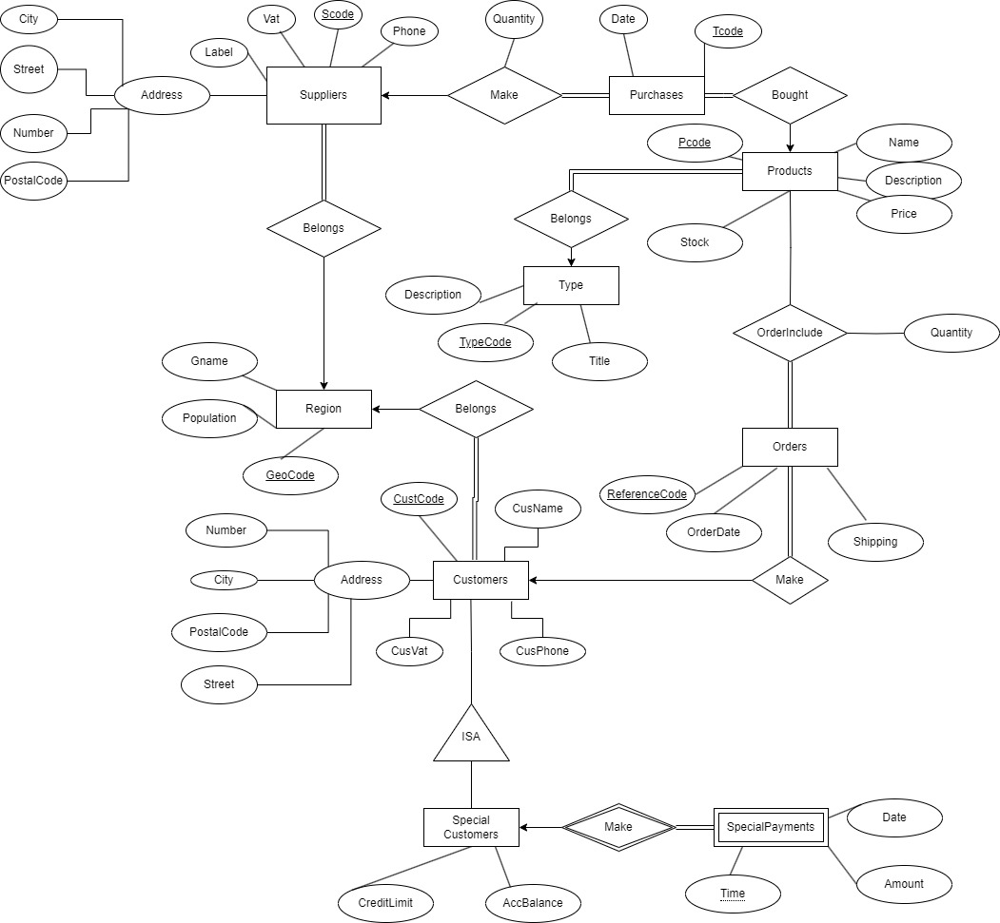 City
Vat
Scode
Phone
Quantity
Date
Tcode
Label
Street
Address
Suppliers
Make
Purchases
Bought
Number
Pcode
Name
PostalCode
Products
Description
Price
Belongs
Belongs
Stock
Type
Description
OrderInclude
Quantity
TypeCode
Title
Gname
Region
Belongs
Population
Orders
GeoCode
CustCode
CusName
ReferenceCode
OrderDate
Shipping
Number
City
Address
Customers
Make
PostalCode
CusVat
CusPhone
Street
ISA
Special
Customers
Make
SpecialPayments
Date
CreditLimit
AccBalance
Time
Amount